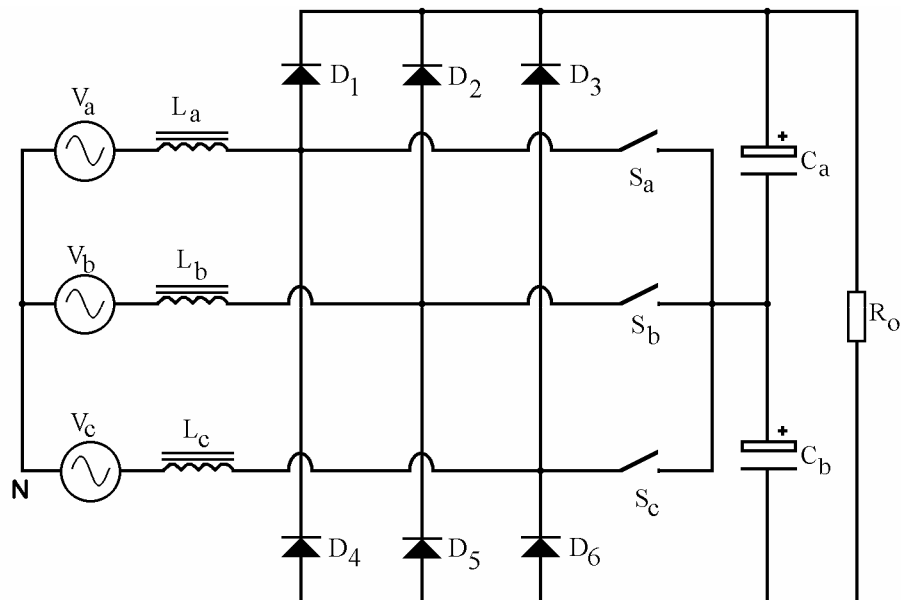 D1
D2
D3
Va
La
+
Ca
Sa
Vb
Lb
Sb
Ro
Vc
Lc
+
Cb
N
Sc
D4
D5
D6